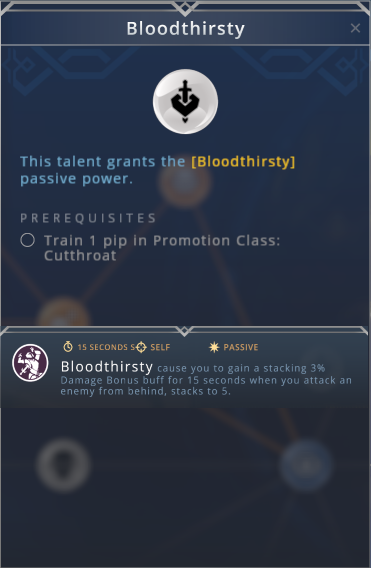 Bloodthirsty
This talent grants the [Bloodthirsty]
passive power.
PREREQUISITES
Train 1 pip in Promotion Class:
Cutthroat
15 SECONDS S SELF PASSIVE
Bloodthirsty cause you to gain a stacking 3%
Damage Bonus buff for 15 seconds when you attack an
enemy from behind, stacks to 5.